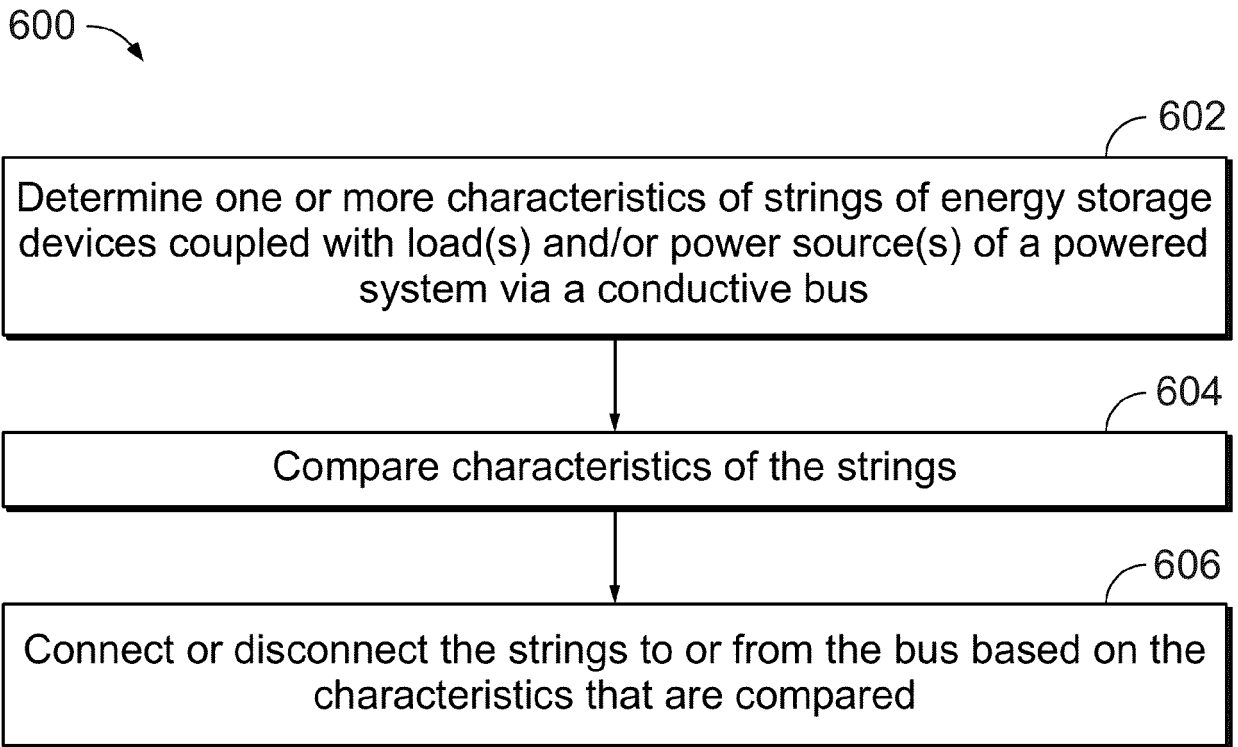 600
602
Determine one or more characteristics of strings of energy storage
devices coupled with load(s) and/or power source(s) of a powered
system via a conductive bus
604
Compare characteristics of the strings
606
Connect or disconnect the strings to or from the bus based on the
characteristics that are compared